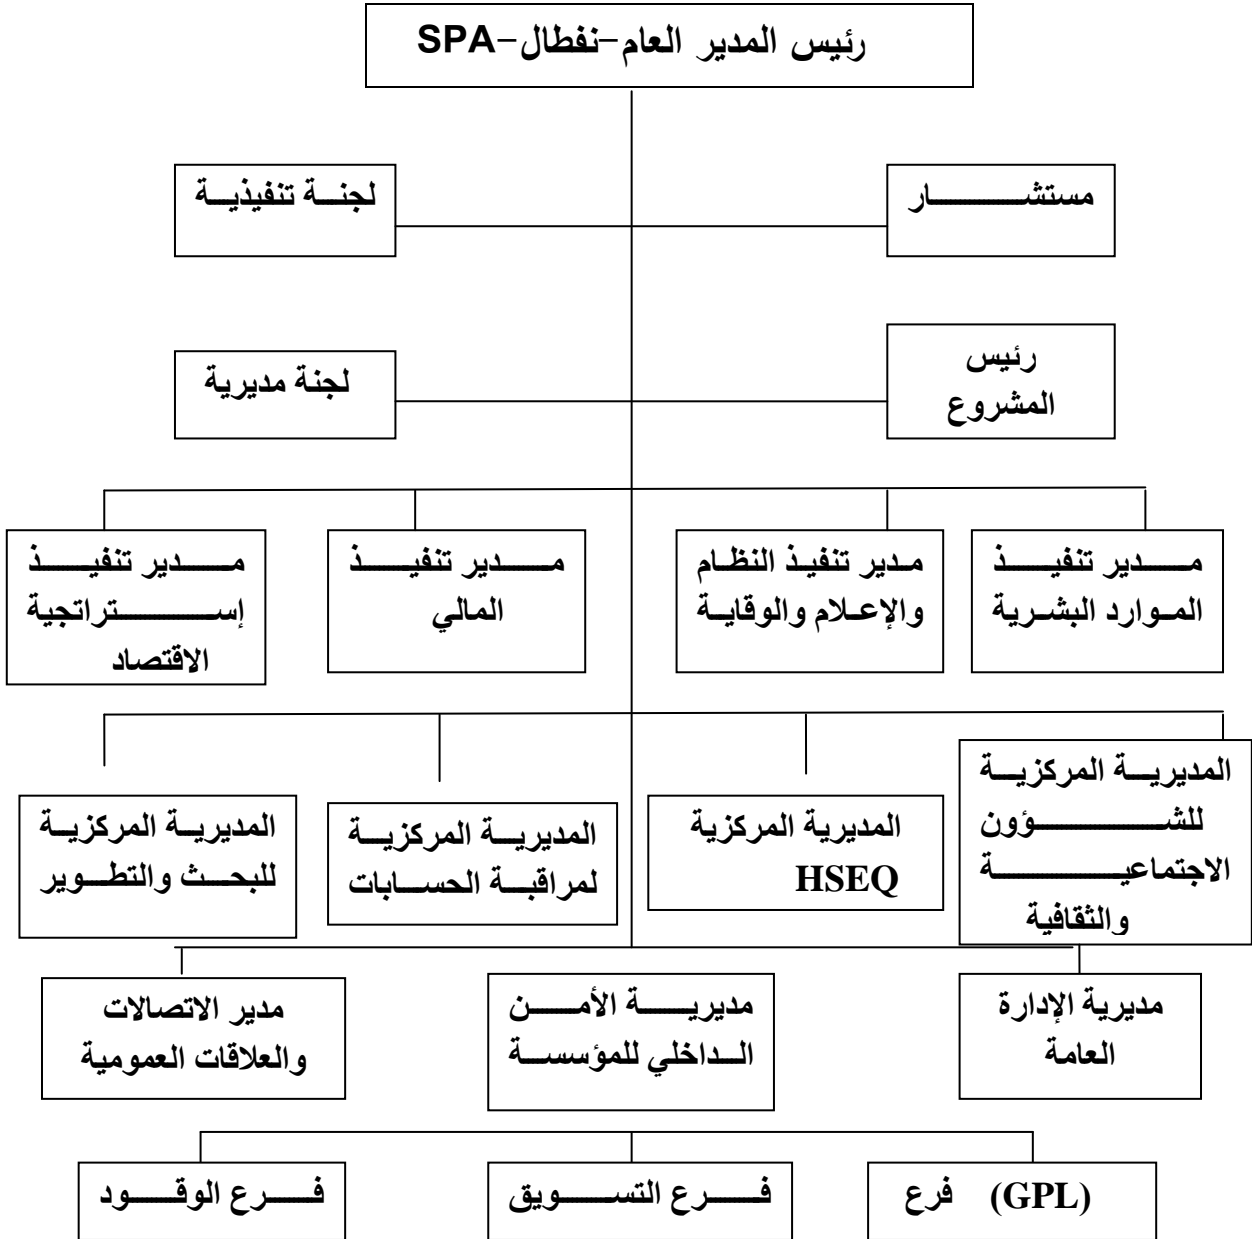 رئيس المدير العام-نفطال-SPA
مستشار
لجنة تنفيذية
رئيس
المشروع
لجنة مديرية
مدير تنفيذ
الموارد البشرية
مدير تنفيذ النظام
والإعلام والوقاية
مدير تنفيذ
المالي
مدير تنفيذ
إستراتجية
الاقتصاد
المديرية المركزية
للشؤون
الاجتماعية
والثقافية
المديرية المركزية
HSEQ
المديرية المركزية
لمراقبة الحسابات
المديرية المركزية
للبحث والتطوير
مديرية الإدارة
العامة
مديرية الأمن
الداخلي للمؤسسة
مدير الاتصالات
والعلاقات العمومية
فرع (GPL)
فرع التسويق
فرع الوقود